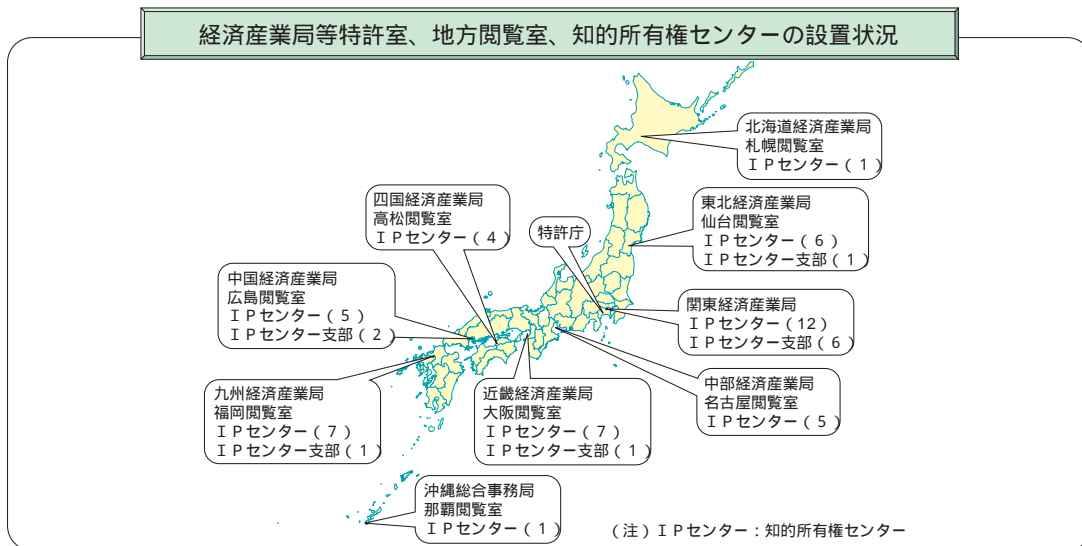 経済産業局等特許室、地方閲覧室、知的所有権センターの設置状況
北海道経済産業局
札幌閲覧室
ＩＰセンター（１）
東北経済産業局
仙台閲覧室
ＩＰセンター（６）
ＩＰセンター支部（１）
四国経済産業局
高松閲覧室
ＩＰセンター（４）
特許庁
中国経済産業局
広島閲覧室
ＩＰセンター（５）
ＩＰセンター支部（２）
関東経済産業局
ＩＰセンター（12）
ＩＰセンター支部（６）
九州経済産業局
福岡閲覧室
ＩＰセンター（７）
ＩＰセンター支部（１）
近畿経済産業局
大阪閲覧室
ＩＰセンター（７）
ＩＰセンター支部（１）
中部経済産業局
名古屋閲覧室
ＩＰセンター（５）
沖縄総合事務局
那覇閲覧室
ＩＰセンター（１）
（注）ＩＰセンター：知的所有権センター